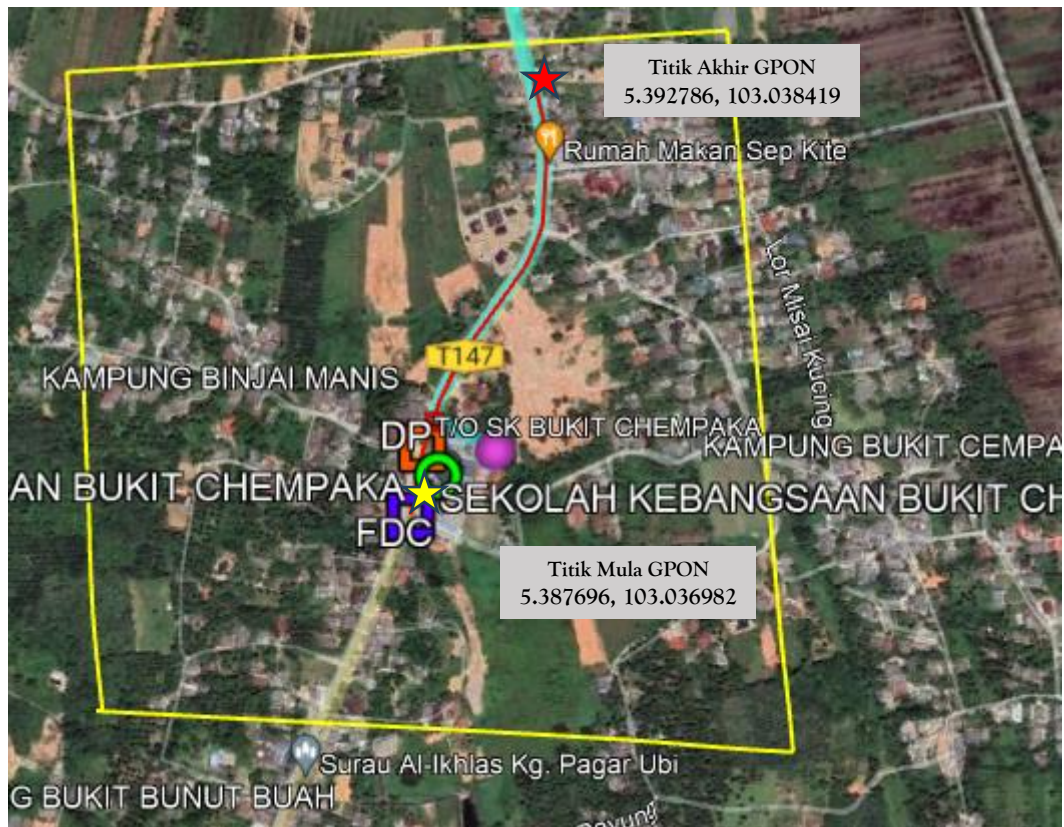 Titik Akhir GPON
5.392786, 103.038419
Rumah Makan Sep Kite
Lor Misai Kucing
T147
KAMPUNG BINJAI MANIS
DP
T/O SK BUKIT CHEMPAKA
KAMPUNG BUKIT CEMPA
AN BUKIT CHEMPAKA
SEKOLAH KEBANGSAAN BUKIT C
FDC
Titik Mula GPON
5.387696, 103.036982
Surau Al-Ikhlas Kg. Pagar Ubi
G BUKIT BUNUT BUAH